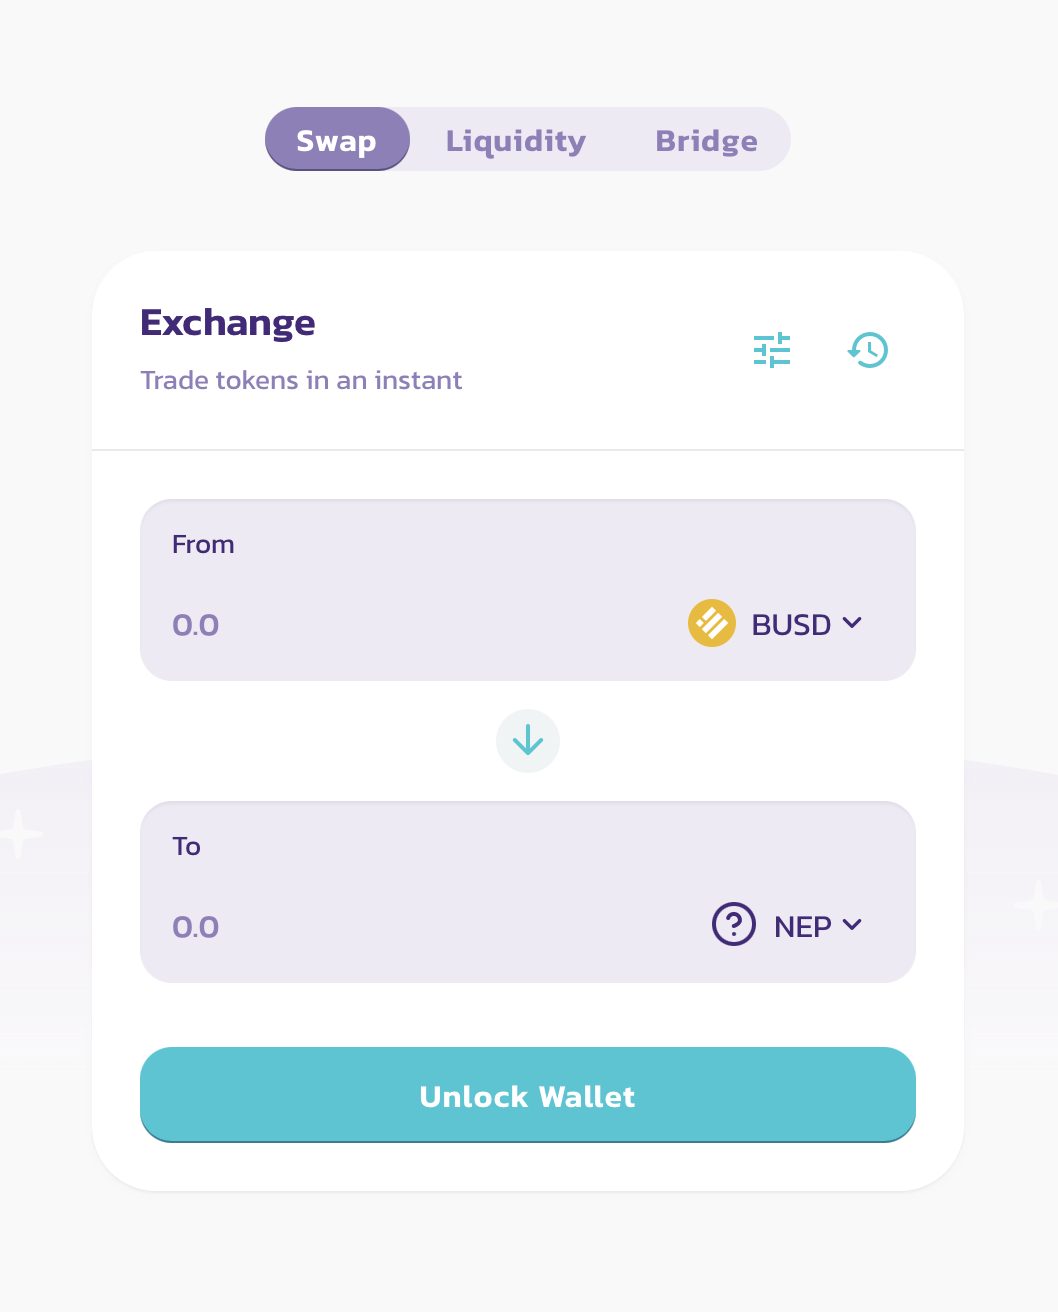 Swap Liquidity Bridge
Exchange
Trade tokens in an instant
From
0.0 BUSD
To
0.0 NEP
Unlock Wallet